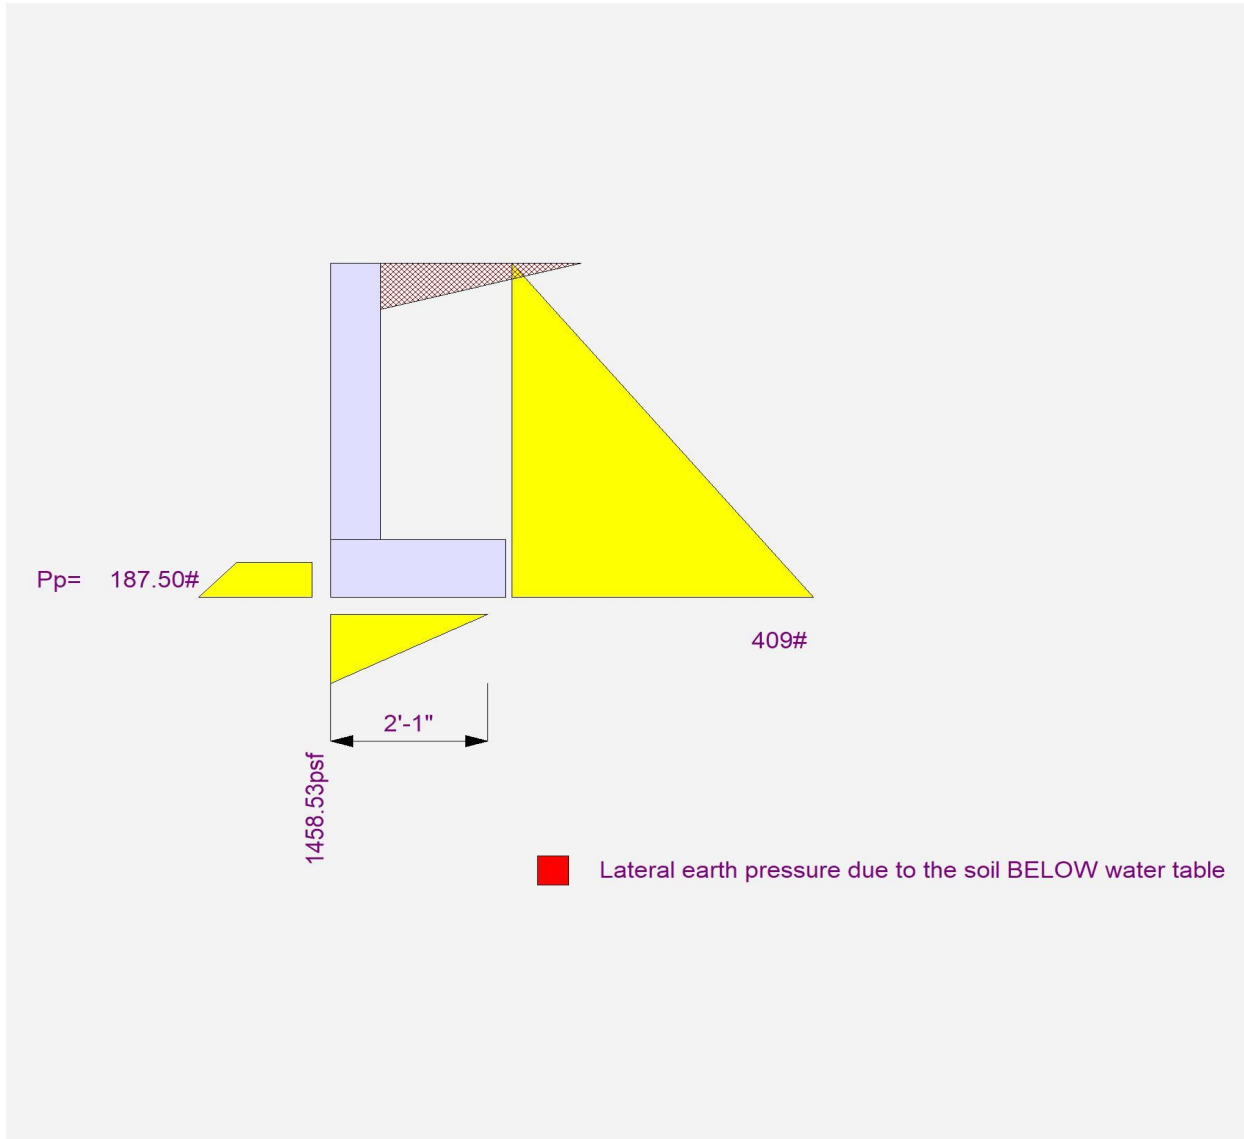 Pp= 187.50#
409#
2'-1"
1458.53psf
Lateral earth pressure due to the soil BELOW water table